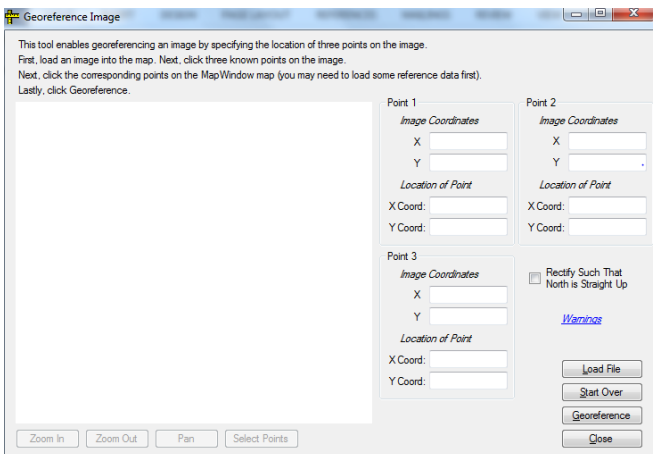 Georeference Image
This tool enables georeferencing an image by specifying the location of three points on the image.
First, load an image into the map. Next, click three known points on the image.
Next, click the corresponding points on the MapWindow map (you may need to load some reference data first).
Lastly, click Georeference.
Point 1
Image Coordinates
X
Y
Location of Point
X Coord:
Y Coord:
Point 2
Image Coordinates
X
Y
Location of Point
X Coord:
Y Coord:
Point 3
Image Coordinates
X
Y
Location of Point
X Coord:
Y Coord:
Rectify Such That
North is Straight Up
Warnings
Load File
Start Over
Georeference
Close
Zoom In
Zoom Out
Pan
Select Points